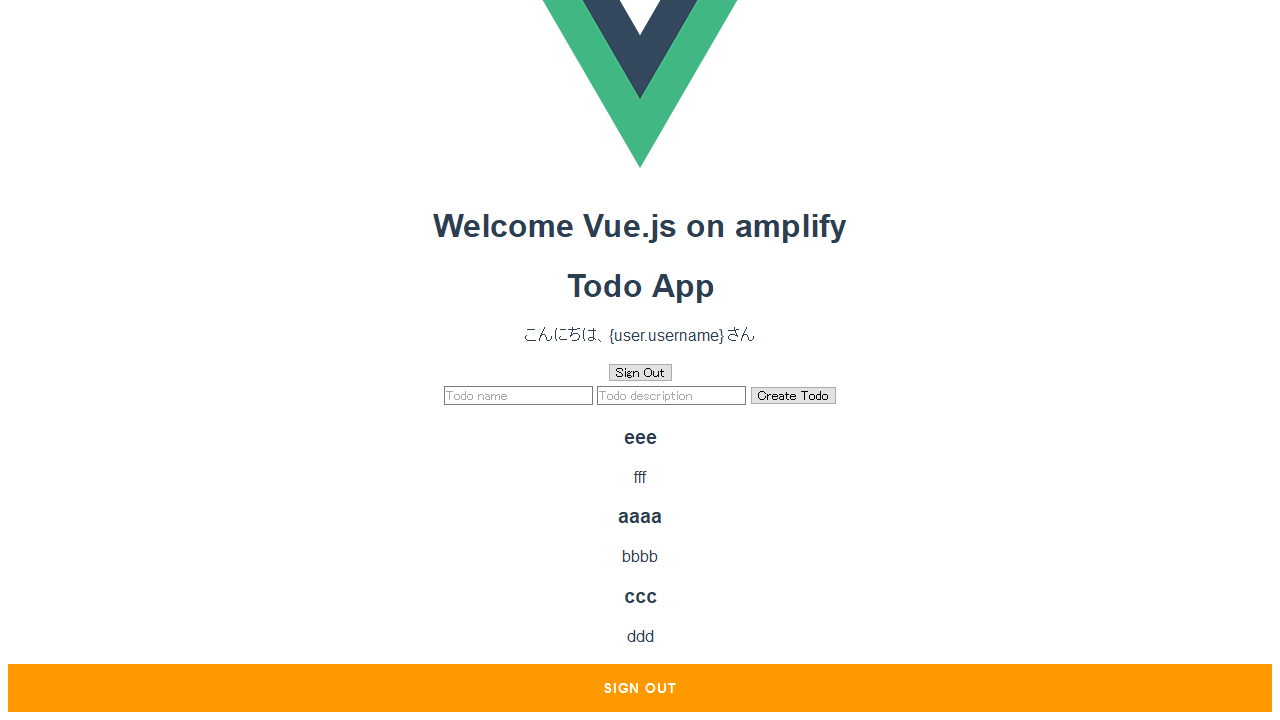 Welcome Vue.js on amplify
Todo App
こんにちは、{user.username}さん
Sign Out
Todo name Todo description Create Todo
eee
fff
aaaa
bbbb
ccc
ddd
SIGN OUT